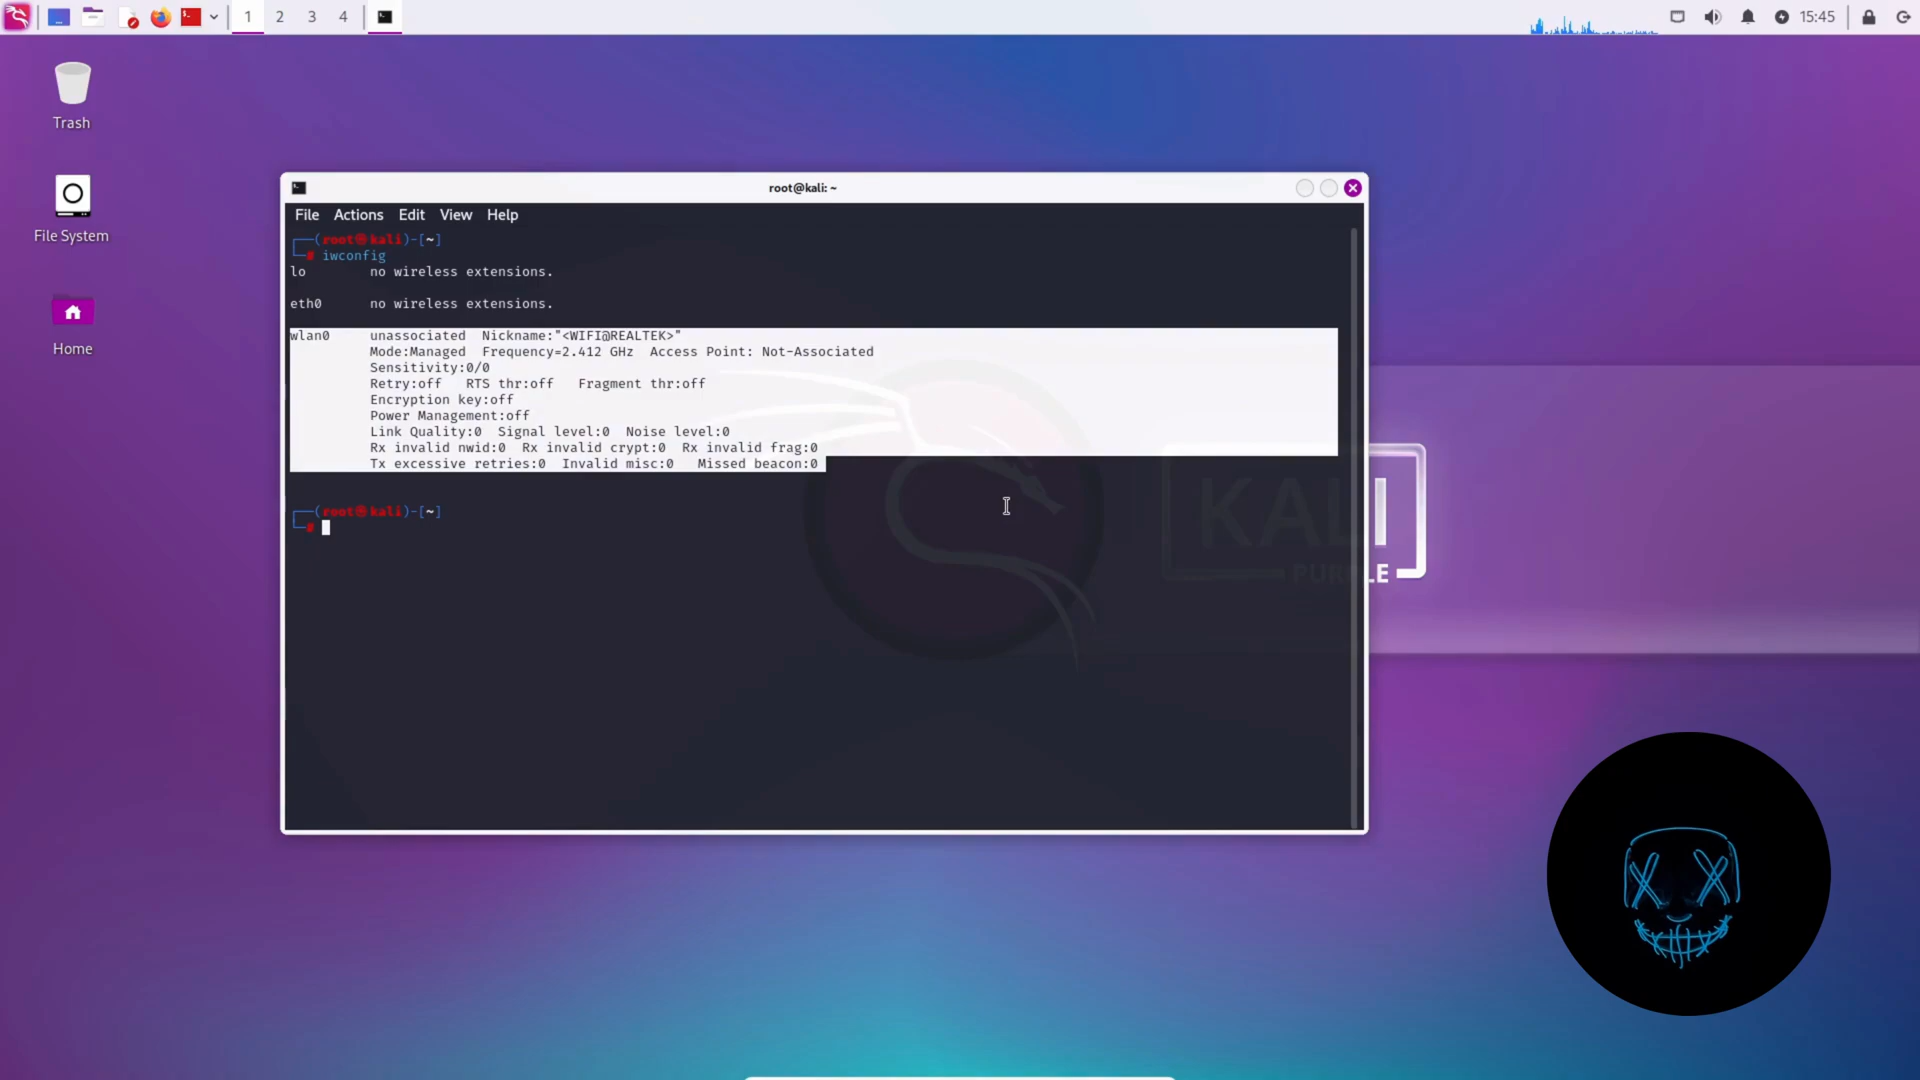 1 2 3 4
15:45
Trash
File System
Home
root@kali: ~
File Actions Edit View Help
┌──(root㉿kali)-[~]
└─# iwconfig
lo        no wireless extensions.
eth0      no wireless extensions.
wlan0     unassociated  Nickname:"<WIFI@REALTEK>"
          Mode:Managed  Frequency=2.412 GHz  Access Point: Not-Associated
          Sensitivity:0/0
          Retry:off   RTS thr:off   Fragment thr:off
          Encryption key:off
          Power Management:off
          Link Quality:0  Signal level:0  Noise level:0
          Rx invalid nwid:0  Rx invalid crypt:0  Rx invalid frag:0
          Tx excessive retries:0  Invalid misc:0   Missed beacon:0
┌──(root㉿kali)-[~]
└─#
KALI
PURPLE